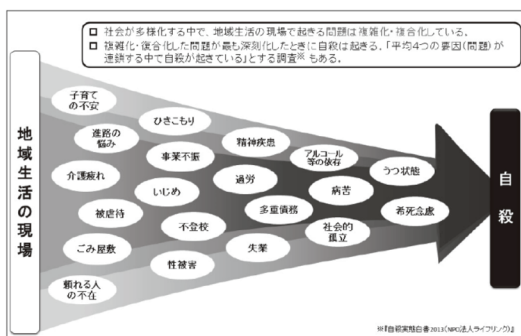 □ 社会が多様化する中で、地域生活の現場で起きる問題は複雑化・複合化している。
□ 複雑化・複合化した問題が最も深刻化したときに自殺は起きる。「平均4つの要因(問題)が
連鎖する中で自殺が起きている」とする調査※もある。
地域生活の現場
子育て
の不安
進路の
悩み
介護疲れ
被虐待
ごみ屋敷
頼れる人
の不在
ひきこもり
事業不振
いじめ
不登校
性被害
精神疾患
過労
多重債務
失業
アルコール
等の依存
病苦
社会的
孤立
うつ状態
希死念慮
自殺
※『自殺実態白書2013(NPO法人ライフリンク)』